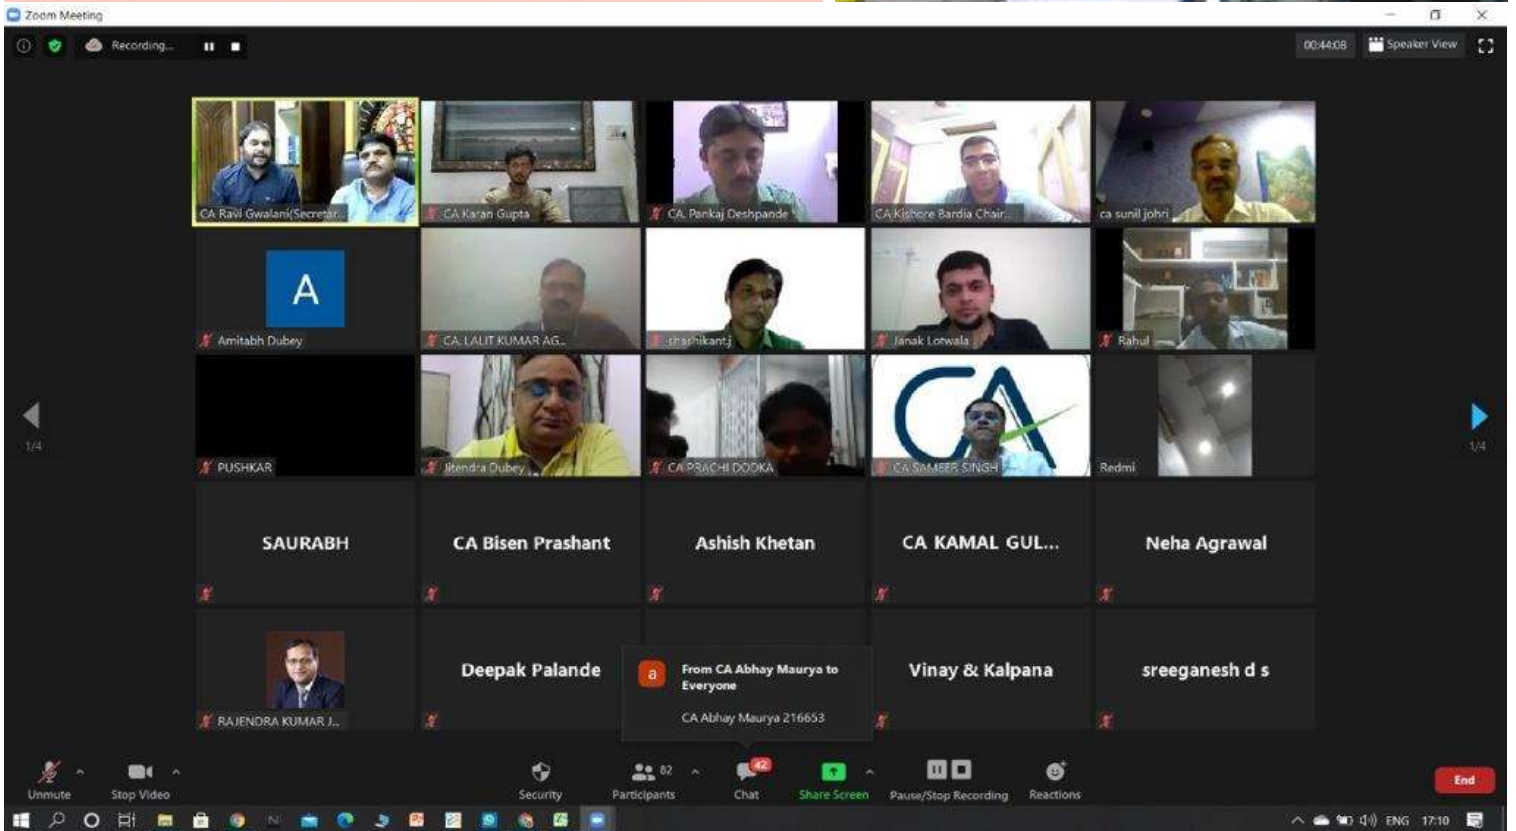 Zoom Meeting
Recording...
00:44:08
Speaker View
CA Ravi Gwalani(Secretar...
CA Karan Gupta
CA. Pankaj Deshpande
CA Kishore Bardia Chair...
ca sunil johri
A
Amitabh Dubey
CA. LALIT KUMAR AG...
shashikant.j
Janak Lotwala
Rahul
CA
PUSHKAR
Jitendra Dubey
CA PRACHI DODKA
CA SAMEER SINGH
Redmi
1/4
1/4
SAURABH
CA Bisen Prashant
Ashish Khetan
CA KAMAL GUL...
Neha Agrawal
RAJENDRA KUMAR J...
Deepak Palande
a
From CA Abhay Maurya to
Everyone
CA Abhay Maurya 216653
Vinay & Kalpana
sreeganesh d s
Unmute
Stop Video
Security
82
Participants
42
Chat
Share Screen
Pause/Stop Recording
Reactions
End
ENG 17:10